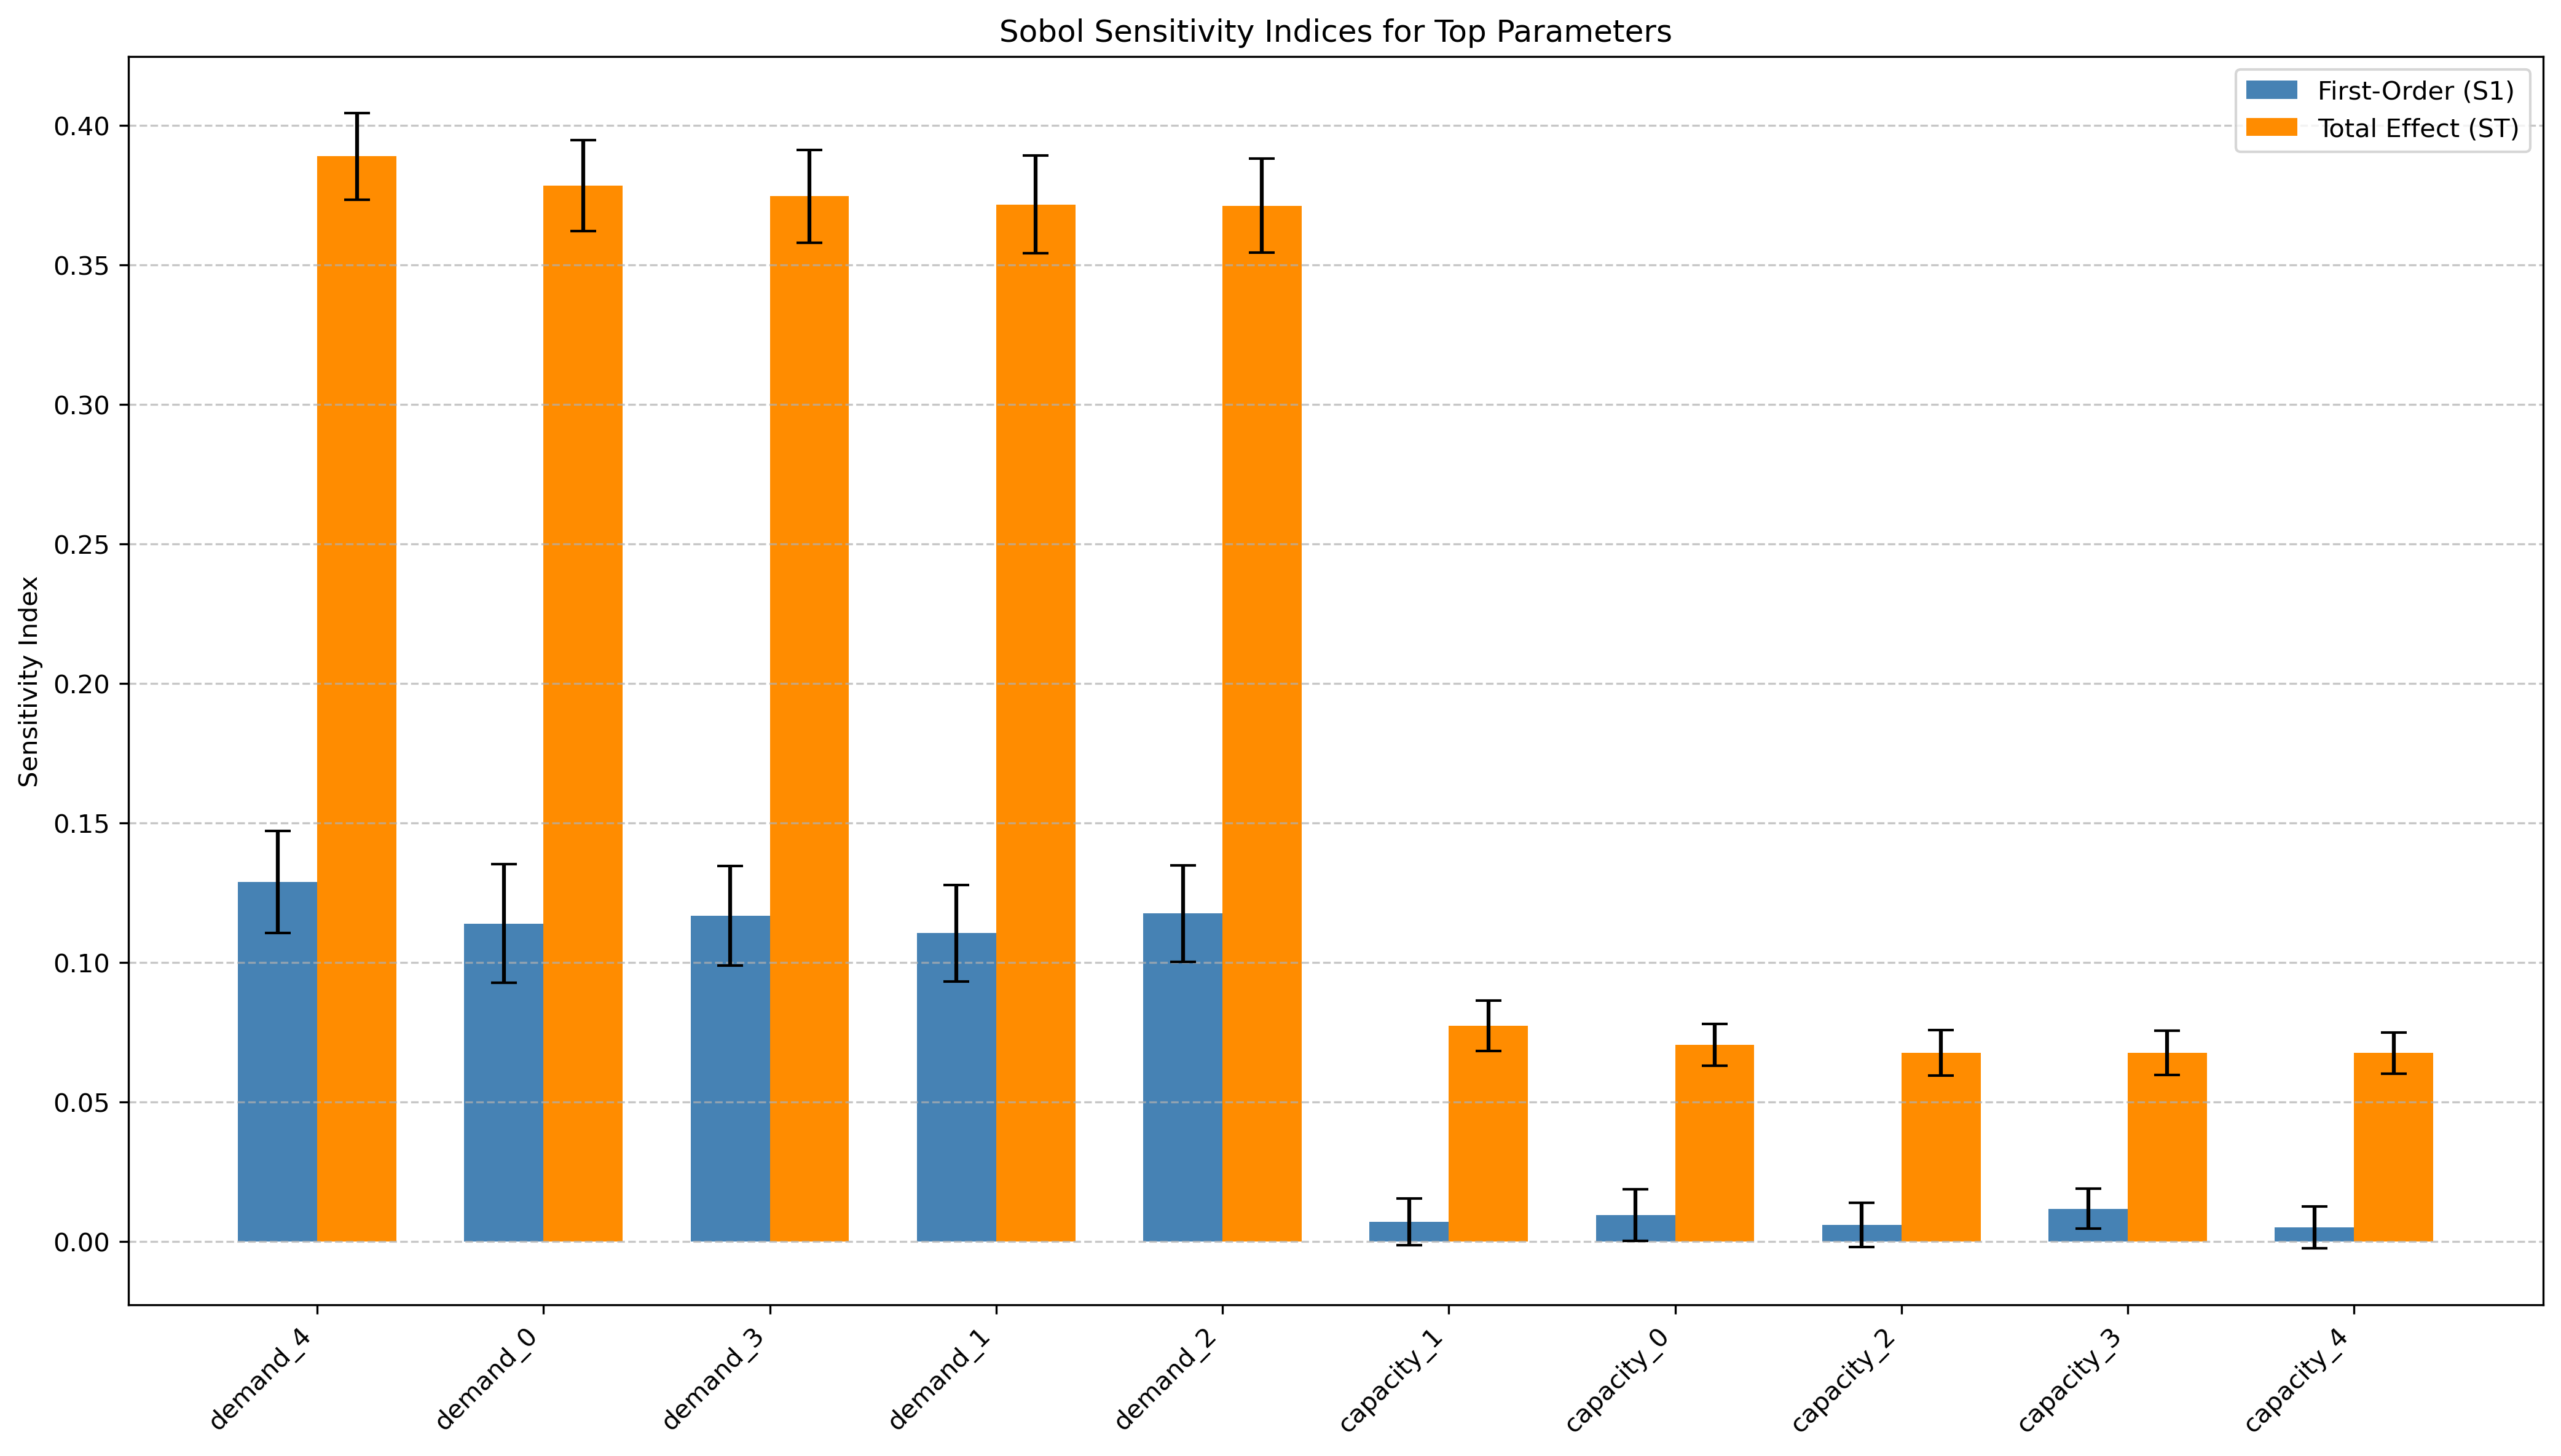 Sobol Sensitivity Indices for Top Parameters
First-Order (S1)
Total Effect (ST)
Sensitivity Index
0.40
0.35
0.30
0.25
0.20
0.15
0.10
0.05
0.00
demand_4
demand_0
demand_3
demand_1
demand_2
capacity_1
capacity_0
capacity_2
capacity_3
capacity_4